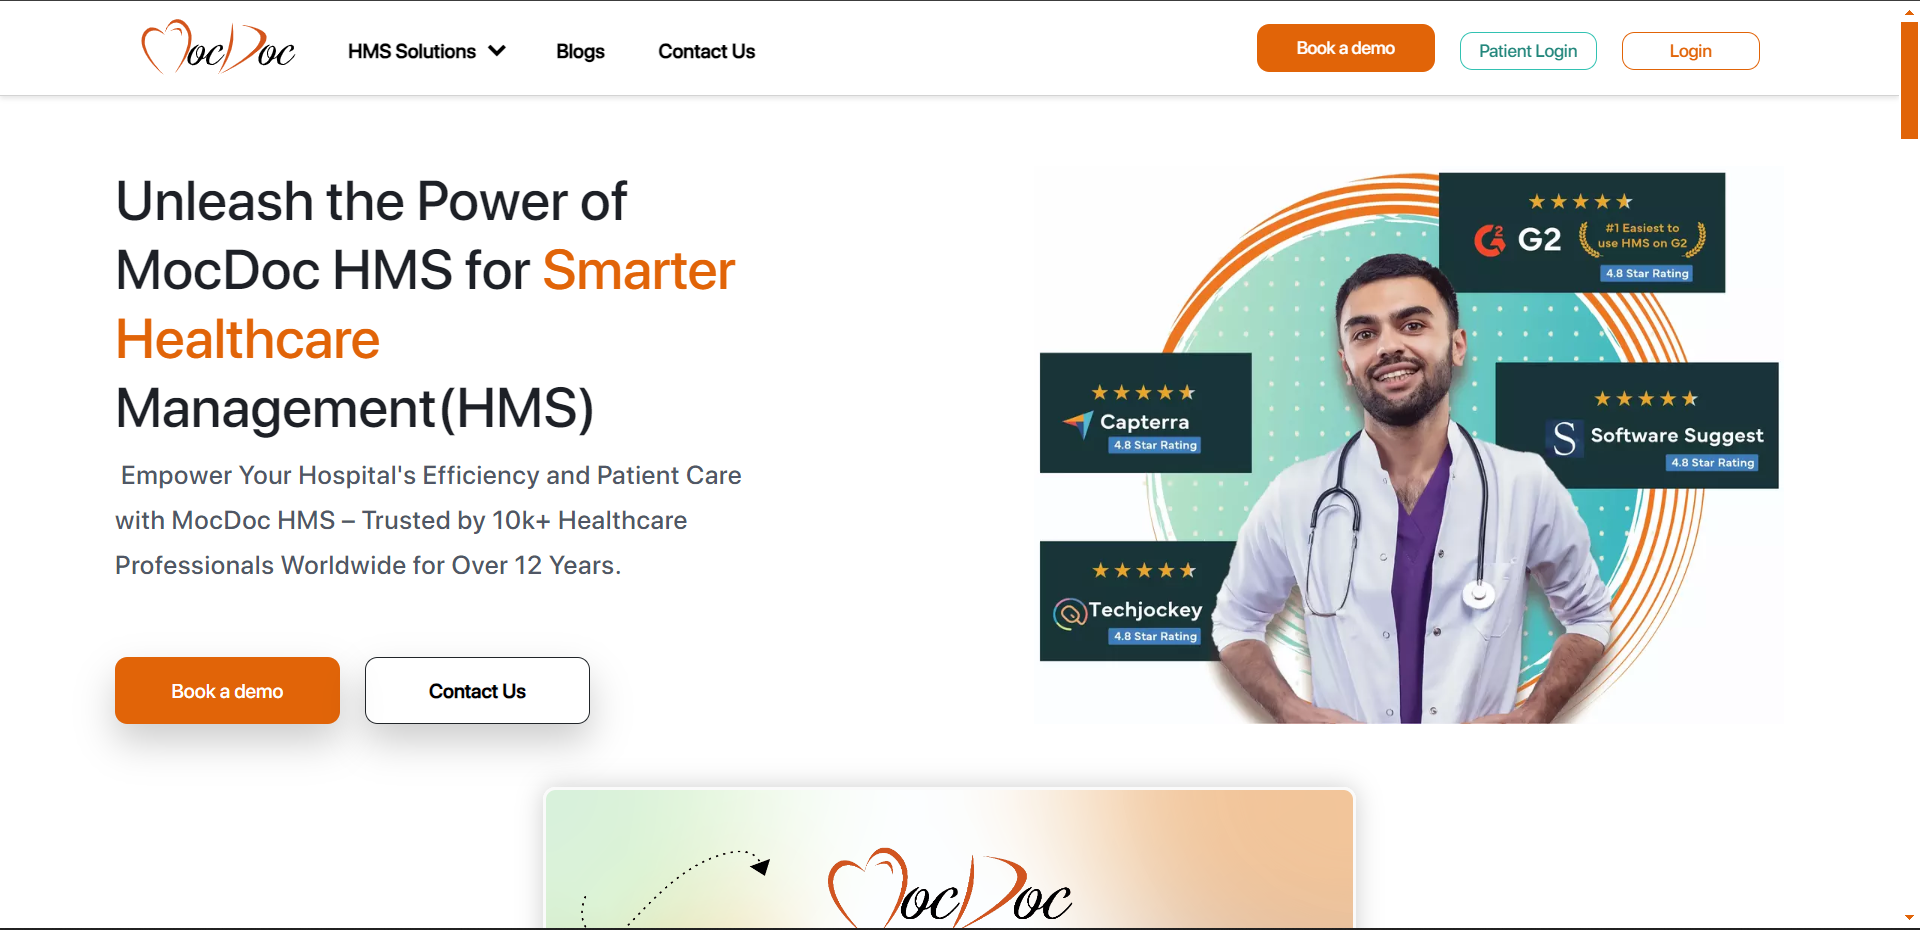 MocDoc
HMS Solutions
Blogs
Contact Us
Book a demo
Patient Login
Login
Unleash the Power of
MocDoc HMS for Smarter
Healthcare
Management(HMS)
Empower Your Hospital's Efficiency and Patient Care
with MocDoc HMS – Trusted by 10k+ Healthcare
Professionals Worldwide for Over 12 Years.
Book a demo
Contact Us
G2
#1 Easiest to
use HMS on G2
4.8 Star Rating
Capterra
4.8 Star Rating
S Software Suggest
4.8 Star Rating
Techjockey
4.8 Star Rating
MocDoc